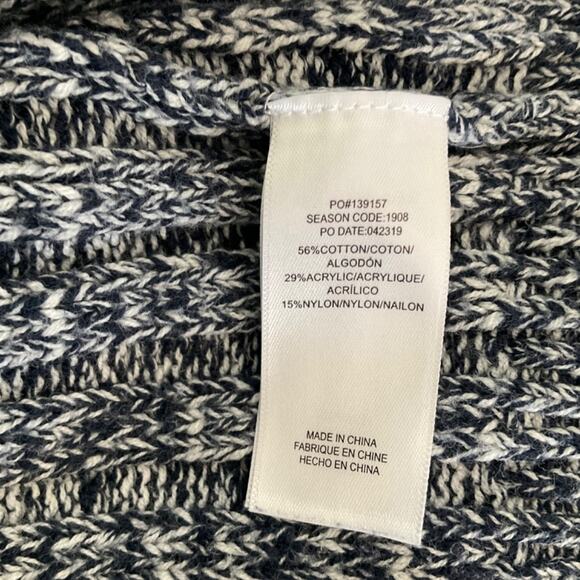 PO#139157
SEASON CODE:1908
PO DATE:042319
56%COTTON/COTON/
ALGODÓN
29%ACRYLIC/ACRYLIQUE/
ACRÍLICO
15%NYLON/NYLON/NAILON
MADE IN CHINA
FABRIQUE EN CHINE
HECHO EN CHINA